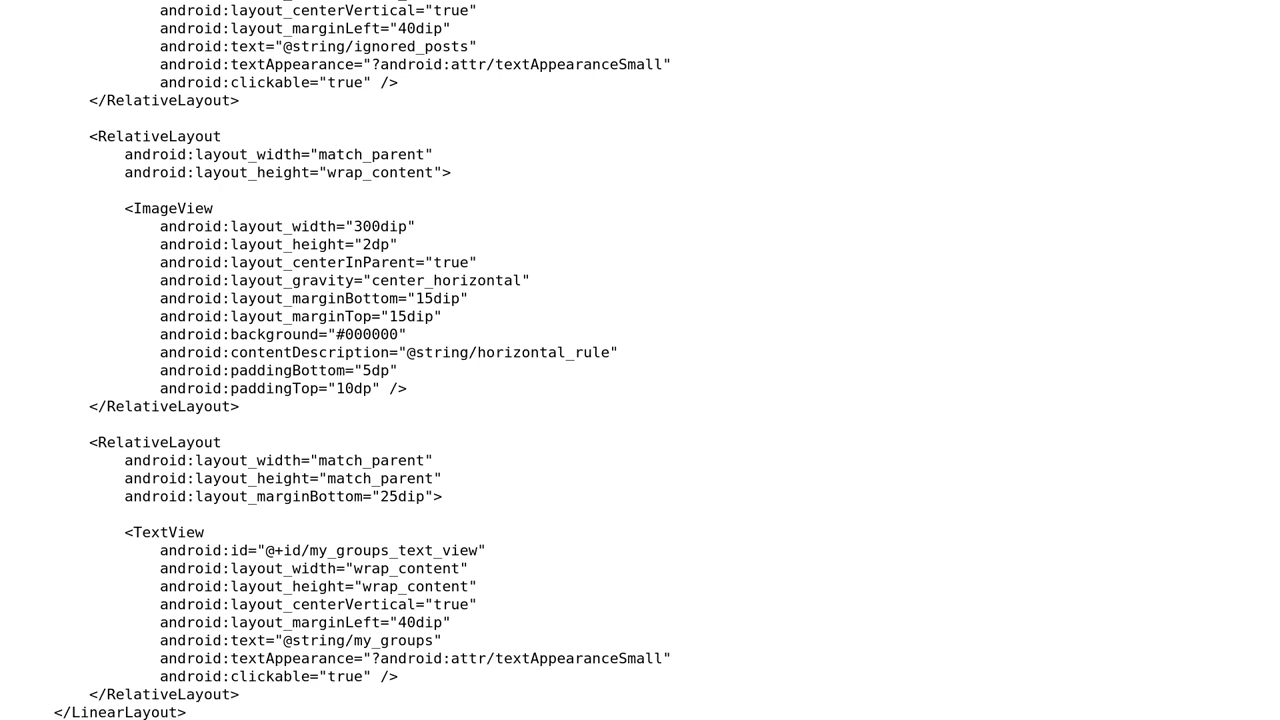 android:layout_centerVertical="true"
            android:layout_marginLeft="40dip"
            android:text="@string/ignored_posts"
            android:textAppearance="?android:attr/textAppearanceSmall"
            android:clickable="true" />
    </RelativeLayout>

    <RelativeLayout
        android:layout_width="match_parent"
        android:layout_height="wrap_content">

        <ImageView
            android:layout_width="300dip"
            android:layout_height="2dp"
            android:layout_centerInParent="true"
            android:layout_gravity="center_horizontal"
            android:layout_marginBottom="15dip"
            android:layout_marginTop="15dip"
            android:background="#000000"
            android:contentDescription="@string/horizontal_rule"
            android:paddingBottom="5dp"
            android:paddingTop="10dp" />
    </RelativeLayout>

    <RelativeLayout
        android:layout_width="match_parent"
        android:layout_height="match_parent"
        android:layout_marginBottom="25dip">

        <TextView
            android:id="@+id/my_groups_text_view"
            android:layout_width="wrap_content"
            android:layout_height="wrap_content"
            android:layout_centerVertical="true"
            android:layout_marginLeft="40dip"
            android:text="@string/my_groups"
            android:textAppearance="?android:attr/textAppearanceSmall"
            android:clickable="true" />
    </RelativeLayout>
</LinearLayout>